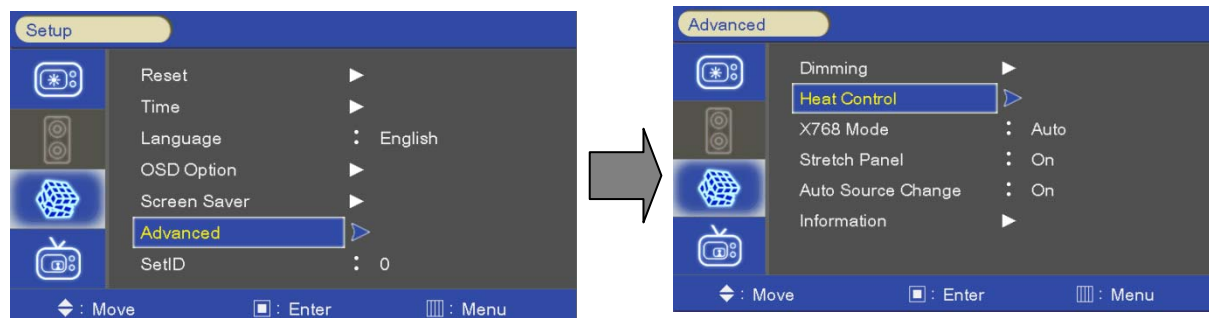 Setup
Reset
Time
Language : English
OSD Option
Screen Saver
Advanced
SetID : 0
: Move : Enter : Menu
Advanced
Dimming
Heat Control
X768 Mode : Auto
Stretch Panel : On
Auto Source Change : On
Information
: Move : Enter : Menu